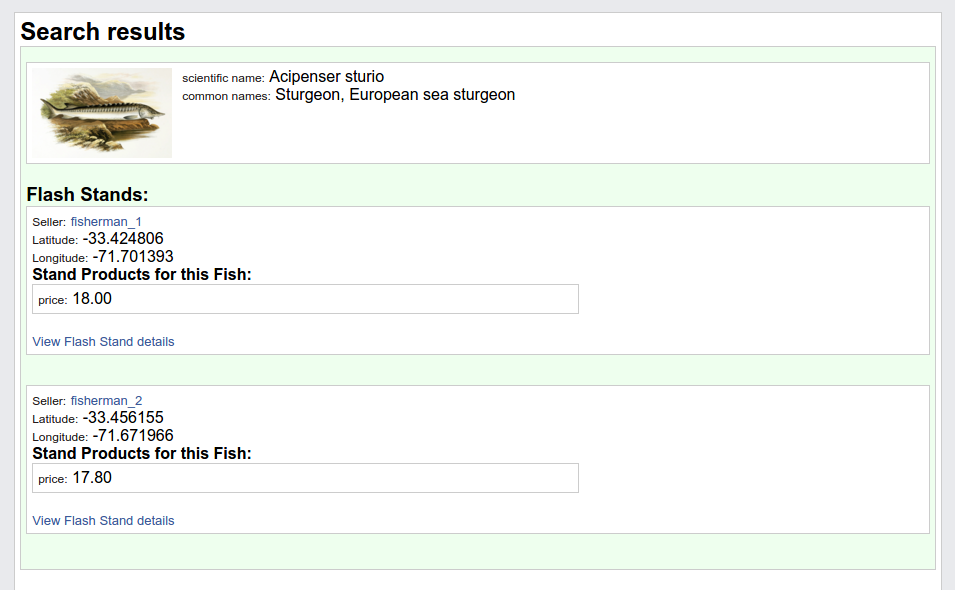 Search results
scientific name: Acipenser sturio
common names: Sturgeon, European sea sturgeon
Flash Stands:
Seller: fisherman_1
Latitude: -33.424806
Longitude: -71.701393
Stand Products for this Fish:
price: 18.00
View Flash Stand details
Seller: fisherman_2
Latitude: -33.456155
Longitude: -71.671966
Stand Products for this Fish:
price: 17.80
View Flash Stand details